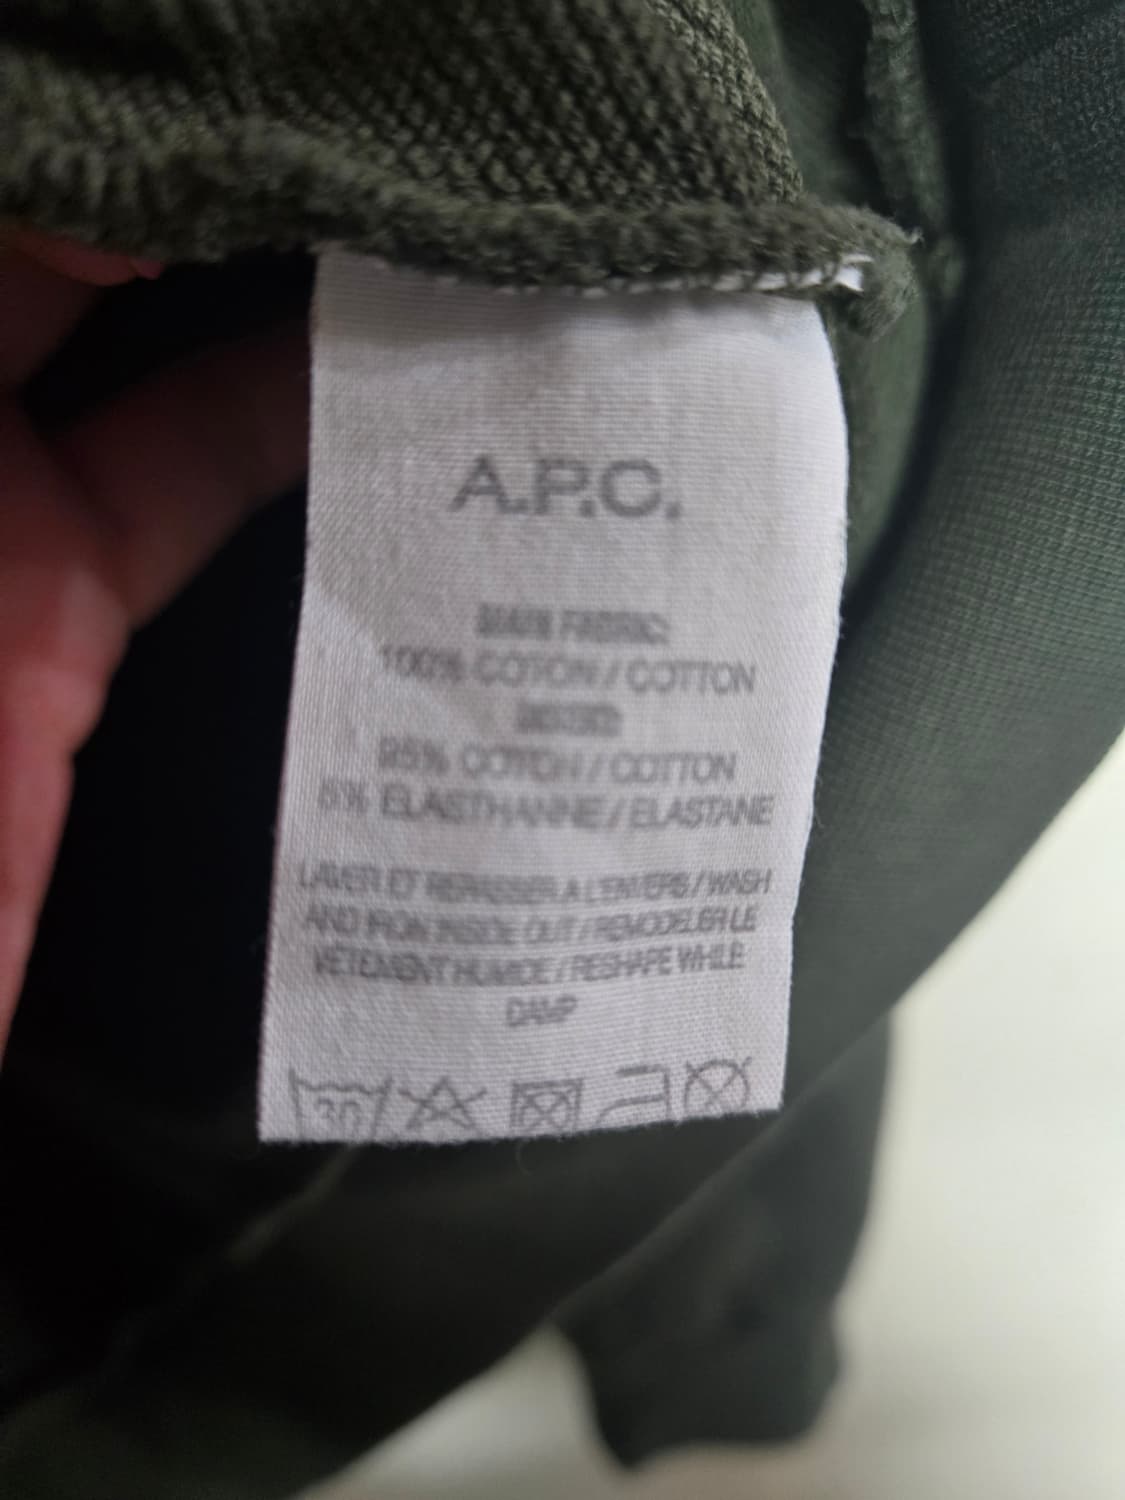 A.P.C.
MAIN FABRIC:
100% COTON / COTTON
95% COTON / COTTON
5% ELASTHANNE / ELASTANE
LAVER ET REPASSER A L'ENVERS / WASH
AND IRON INSIDE OUT / REMODELER LE
VETEMENT HUMIDE / RESHAPE WHILE
DAMP
30